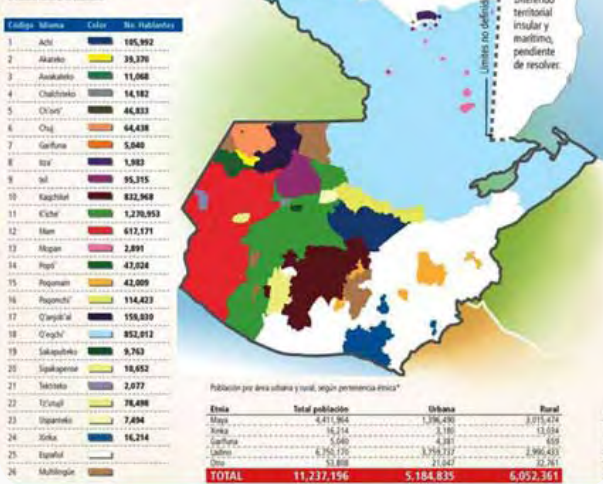 Código Idioma Color No. Hablantes
1 Achi 105,992
2 Akateko 39,370
3 Awakateko 11,068
4 Chalchiteko 14,182
5 Ch'orti' 46,833
6 Chuj 64,438
7 Garífuna 5,040
8 Itza' 1,983
9 Ixil 95,315
10 Kaqchikel 832,968
11 K'iche' 1,270,953
12 Mam 617,171
13 Mopan 2,891
14 Popti' 47,024
15 Poqomam 42,009
16 Poqomchi' 114,423
17 Q'anjob'al 159,030
18 Q'eqchi' 852,012
19 Sakapulteko 9,763
20 Sipakapense 10,652
21 Tektiteko 2,077
22 Tz'utujil 78,498
23 Uspanteko 7,494
24 Xinka 16,214
25 Español
26 Multilingüe
Límites no definido
Diferendo
territorial
insular y
marítimo,
pendiente
de resolver.
Población por área urbana y rural, según pertenencia étnica*
Etnia Total población Urbana Rural
Maya 4,411,964 1,396,490 3,015,474
Xinka 16,214 3,180 13,034
Garífuna 5,040 4,381 659
Ladino 6,750,170 3,759,737 2,990,433
Otro 53,808 21,047 32,761
TOTAL 11,237,196 5,184,835 6,052,361